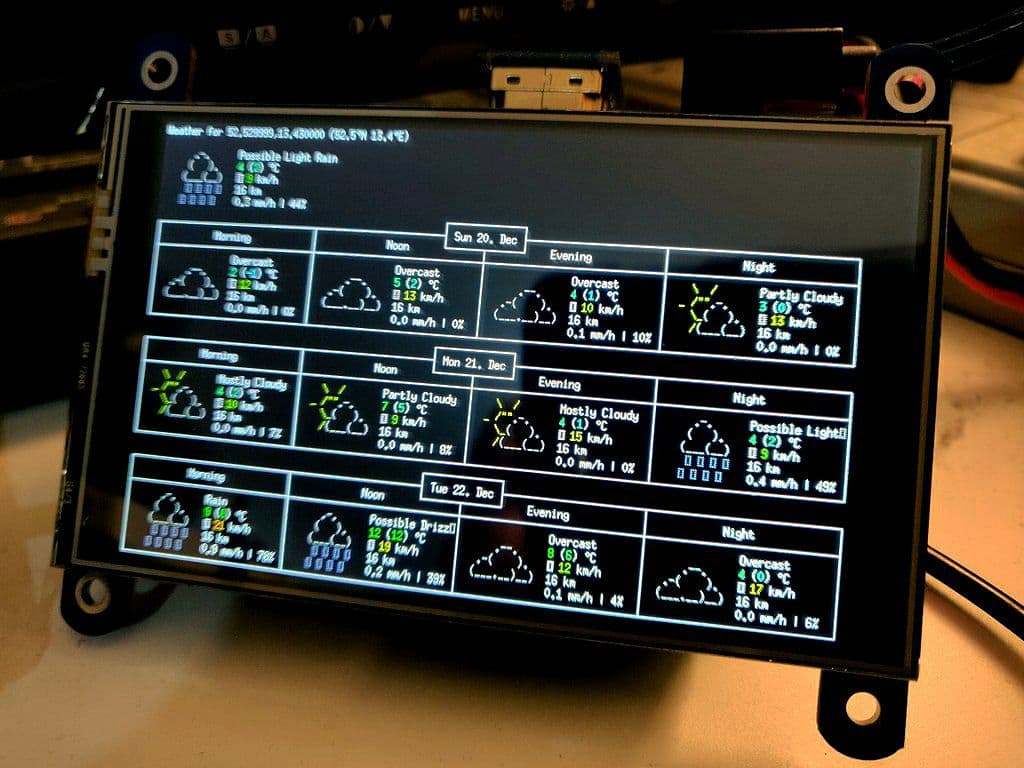 S / A
/▼
MENU
Weather for 52.529999,13.430000 (52.5°N 13.4°E)
Possible Light Rain
4 (2) °C
9 km/h
16 km
0.3 mm/h | 44%
Sun 20. Dec
Morning Noon Evening Night
Overcast Overcast Overcast Partly Cloudy
2 (-1) °C 5 (2) °C 4 (1) °C 3 (0) °C
12 km/h 13 km/h 10 km/h 13 km/h
16 km 16 km 16 km 16 km
0.0 mm/h | 0% 0.0 mm/h | 0% 0.1 mm/h | 10% 0.0 mm/h | 0%
Mon 21. Dec
Morning Noon Evening Night
Mostly Cloudy Partly Cloudy Mostly Cloudy Possible Light
4 °C 7 (5) °C 4 (1) °C 4 (2) °C
10 km/h 9 km/h 15 km/h 9 km/h
16 km 16 km 16 km 16 km
0.0 mm/h | 7% 0.0 mm/h | 8% 0.0 mm/h | 0% 0.4 mm/h | 49%
Tue 22. Dec
Morning Noon Evening Night
Rain Possible Drizz Overcast Overcast
°C 12 (12) °C (6) °C 4 (0) °C
21 km/h 19 km/h 12 km/h 17 km/h
16 km 16 km 16 km 16 km
0.9 mm/h | 78% 0.2 mm/h | 39% 0.1 mm/h | 4% 0.0 mm/h | 6%